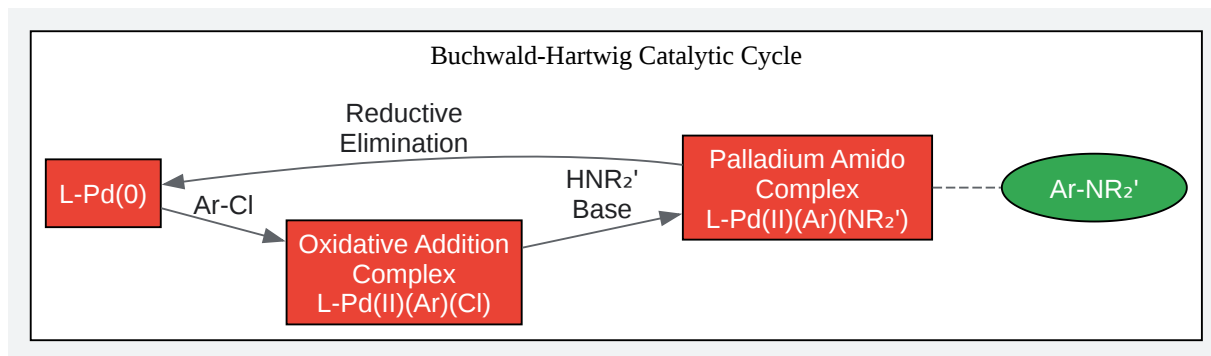 Buchwald-Hartwig Catalytic Cycle
Reductive
Elimination
L-Pd(0)
Ar-Cl
Oxidative Addition
Complex
L-Pd(II)(Ar)(Cl)
HNR₂'
Base
Palladium Amido
Complex
L-Pd(II)(Ar)(NR₂')
Ar-NR₂'